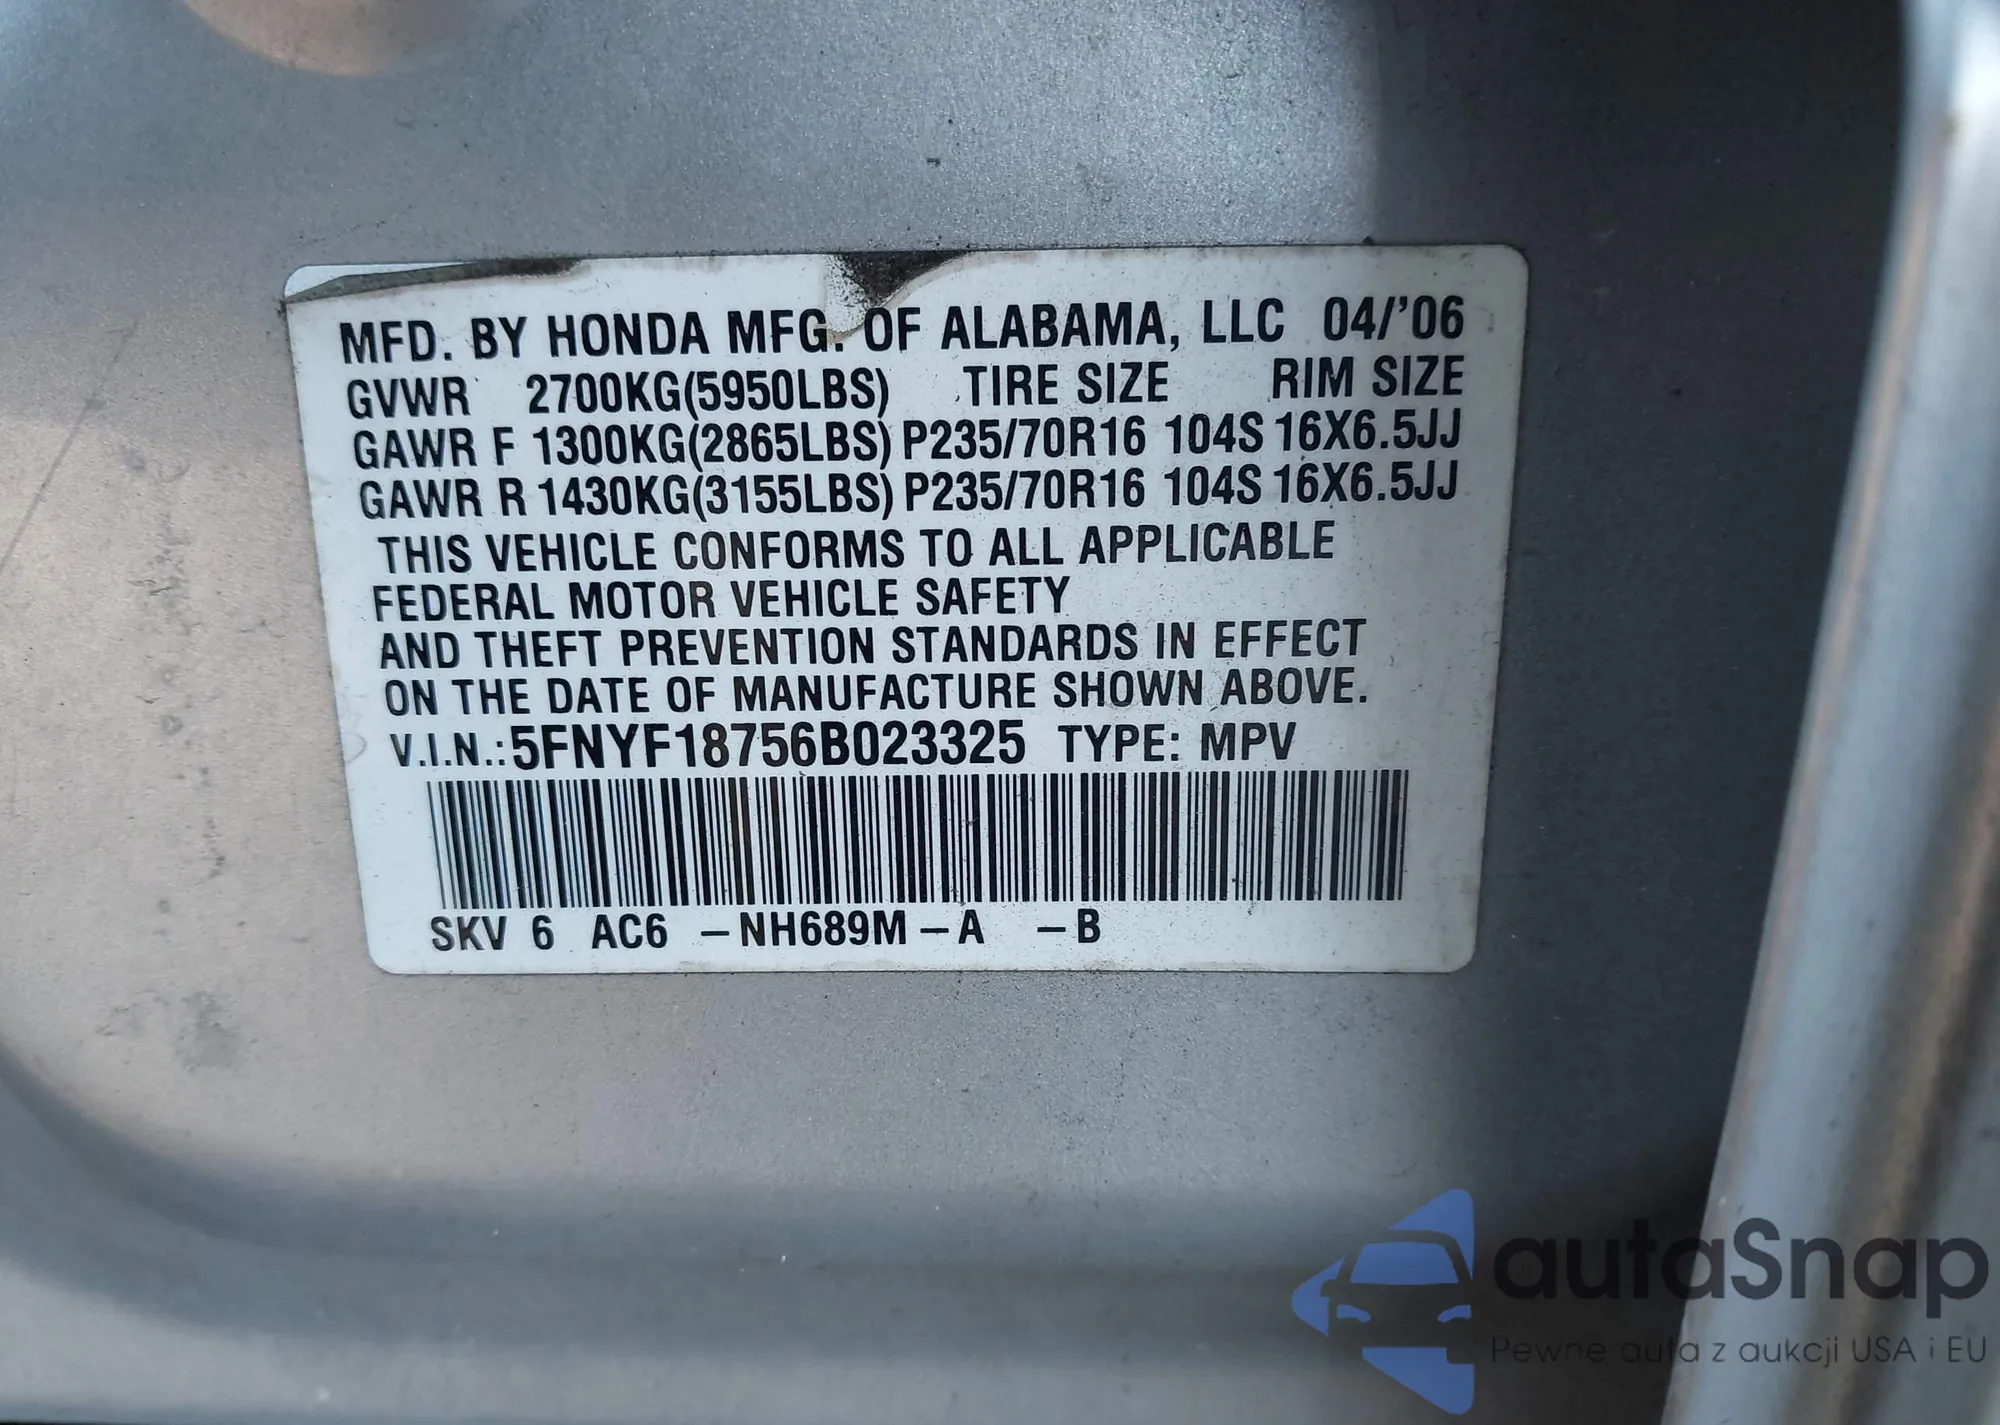 MFD. BY HONDA MFG. OF ALABAMA, LLC 04/'06
GVWR 2700KG(5950LBS) TIRE SIZE RIM SIZE
GAWR F 1300KG(2865LBS) P235/70R16 104S 16X6.5JJ
GAWR R 1430KG(3155LBS) P235/70R16 104S 16X6.5JJ
THIS VEHICLE CONFORMS TO ALL APPLICABLE
FEDERAL MOTOR VEHICLE SAFETY
AND THEFT PREVENTION STANDARDS IN EFFECT
ON THE DATE OF MANUFACTURE SHOWN ABOVE.
V.I.N.:5FNYF18756B023325 TYPE: MPV
SKV 6 AC6 -NH689M-A -B
autaSnap
Pewne auta z aukcji USA i EU